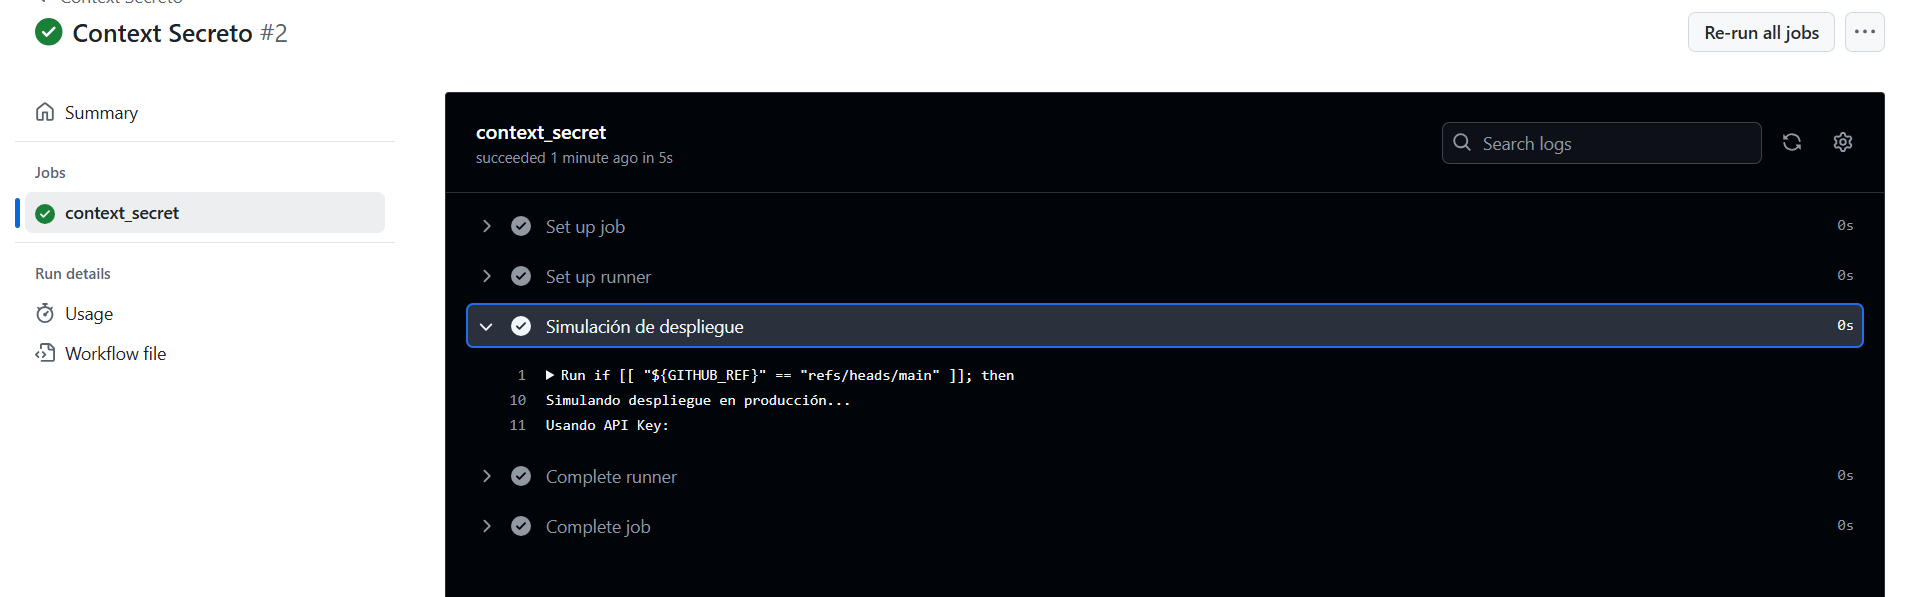 Context Secreto
Context Secreto #2
Re-run all jobs
Summary
Jobs
context_secret
Run details
Usage
Workflow file
context_secret
succeeded 1 minute ago in 5s
Search logs
Set up job 0s
Set up runner 0s
Simulación de despliegue 0s
1 Run if [[ "${GITHUB_REF}" == "refs/heads/main" ]]; then
10 Simulando despliegue en producción...
11 Usando API Key:
Complete runner 0s
Complete job 0s